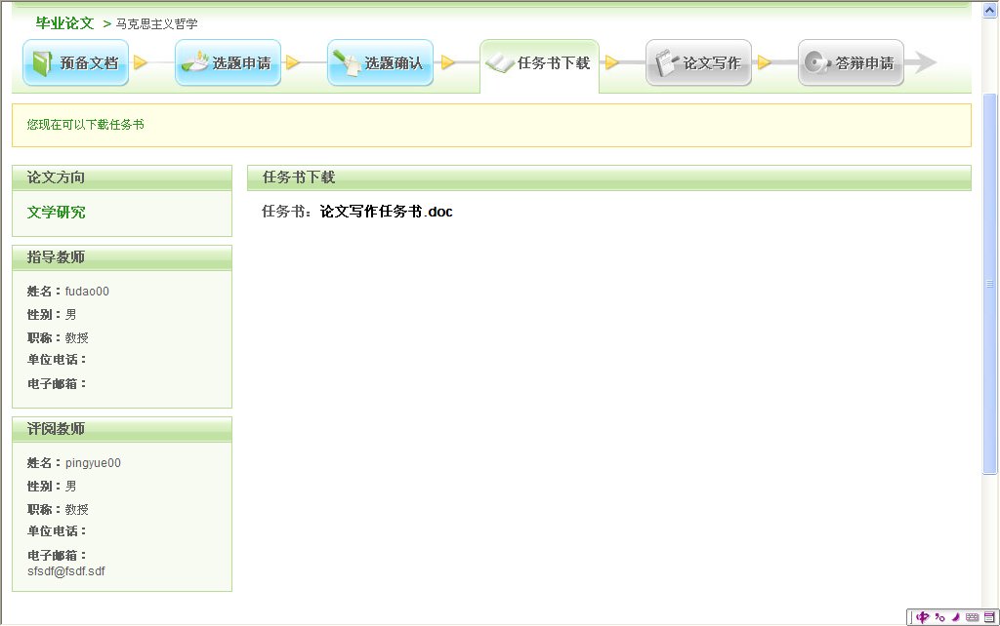 毕业论文 > 马克思主义哲学
预备文档 选题申请 选题确认 任务书下载 论文写作 答辩申请
您现在可以下载任务书
论文方向
文学研究
指导教师
姓名：fudao00
性别：男
职称：教授
单位电话：
电子邮箱：
评阅教师
姓名：pingyue00
性别：男
职称：教授
单位电话：
电子邮箱：
sfsdf@fsdf.sdf
任务书下载
任务书：论文写作任务书.doc
中